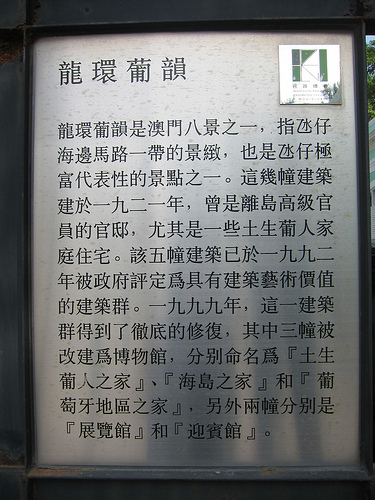 龍環葡韻
龍環葡韻是澳門八景之一，指氹仔
海邊馬路一帶的景緻，也是氹仔極
富代表性的景點之一。這幾幢建築
建於一九二一年，曾是離島高級官
員的官邸，尤其是一些土生葡人家
庭住宅。該五幢建築已於一九九二
年被政府評定爲具有建築藝術價值
的建築群。一九九九年，這一建築
群得到了徹底的修復，其中三幢被
改建爲博物館，分别命名爲『土生
葡人之家』、『海島之家』和『葡
萄牙地區之家』，另外兩幢分别是
『展覽館』和『迎賓館』。